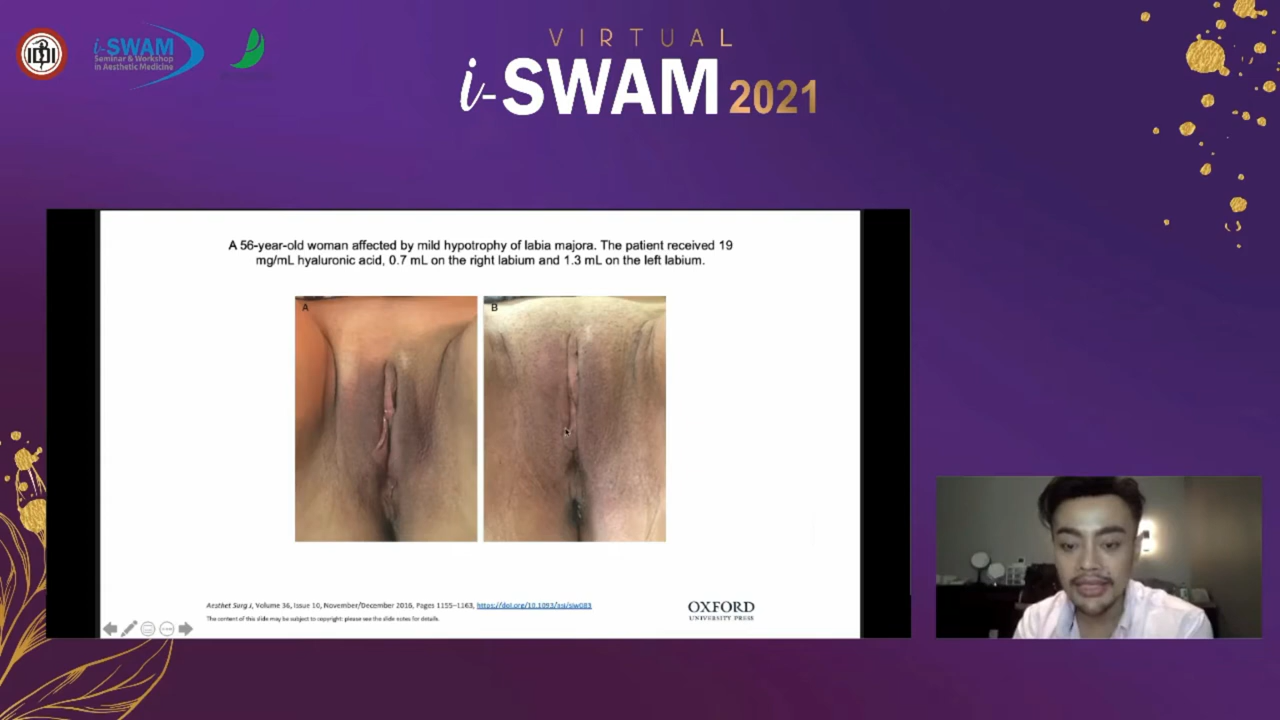 IDI
i-SWAM
Seminar & Workshop
in Aesthetic Medicine
VIRTUAL
i-SWAM 2021
A 56-year-old woman affected by mild hypotrophy of labia majora. The patient received 19
mg/mL hyaluronic acid, 0.7 mL on the right labium and 1.3 mL on the left labium.
A
B
Aesthet Surg J, Volume 36, Issue 10, November/December 2016, Pages 1155–1163, https://doi.org/10.1093/asj/sjw083
The content of this slide may be subject to copyright: please see the slide notes for details.
OXFORD
UNIVERSITY PRESS